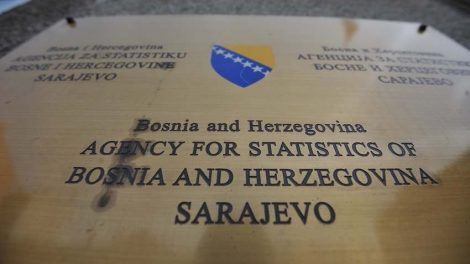 Bosna i Hercegovina
AGENCIJA ZA STATISTIKU
BOSNE I HERCEGOVINE
SARAJEVO
Босна и Херцеговина
АГЕНЦИЈА ЗА СТАТИСТИКУ
БОСНЕ И ХЕРЦЕГОВИНЕ
САРАЈЕВО
Bosnia and Herzegovina
AGENCY FOR STATISTICS OF
BOSNIA AND HERZEGOVINA
SARAJEVO